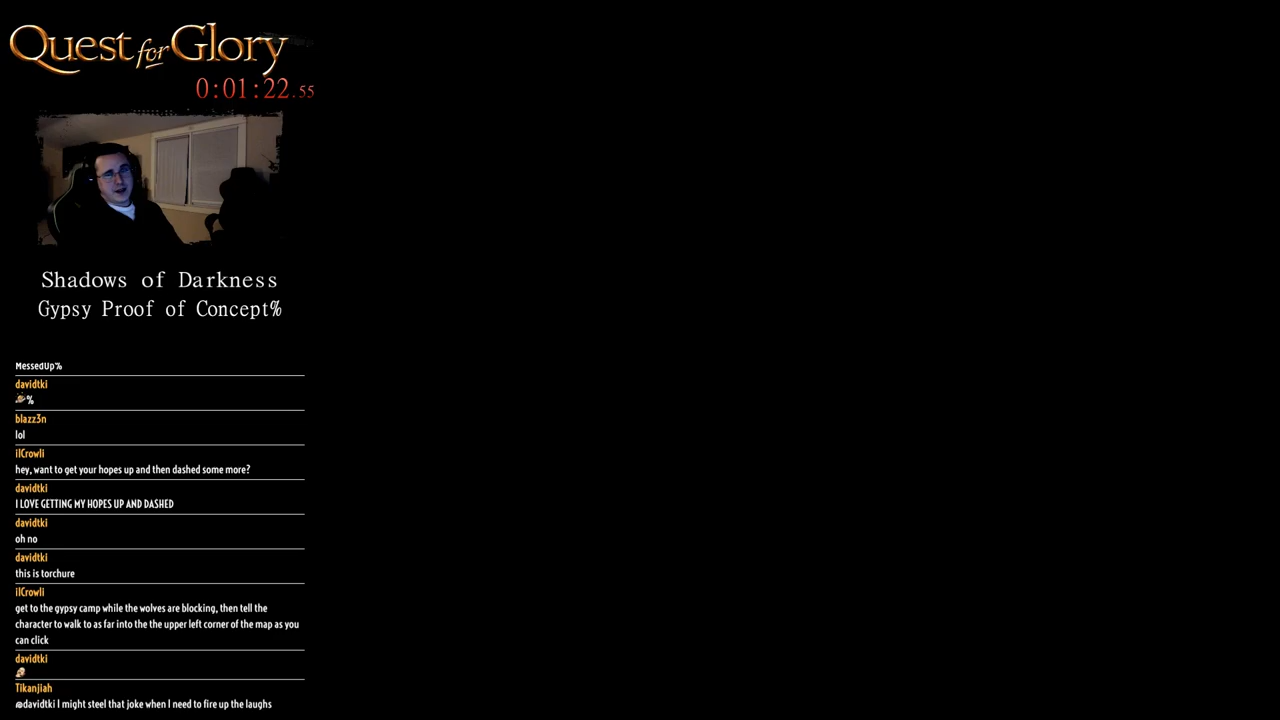 Quest for Glory
0:01:22.55
Shadows of Darkness
Gypsy Proof of Concept%
MessedUp%
davidtki
%
blazz3n
lol
ilCrowli
hey, want to get your hopes up and then dashed some more?
davidtki
I LOVE GETTING MY HOPES UP AND DASHED
davidtki
oh no
davidtki
this is torchure
ilCrowli
get to the gypsy camp while the wolves are blocking, then tell the
character to walk to as far into the the upper left corner of the map as you
can click
davidtki
Tikanjiah
@davidtki I might steel that joke when I need to fire up the laughs